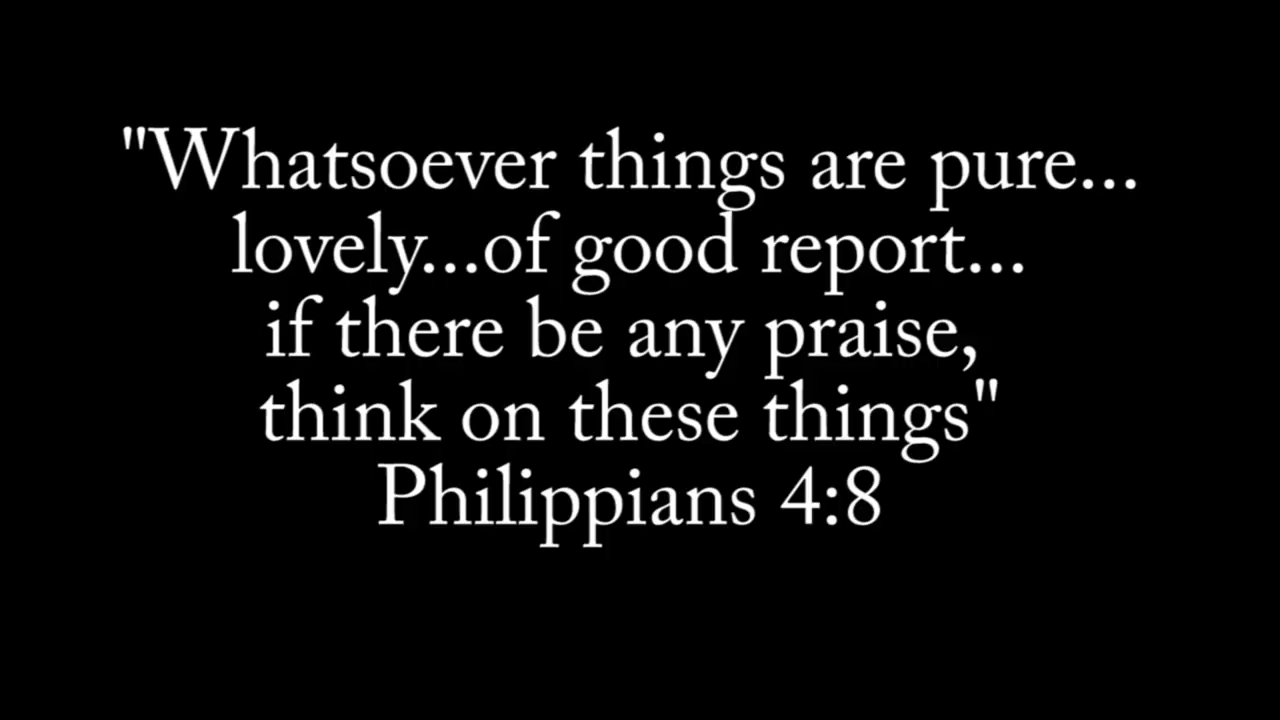 "Whatsoever things are pure...
lovely...of good report...
if there be any praise,
think on these things"
Philippians 4:8